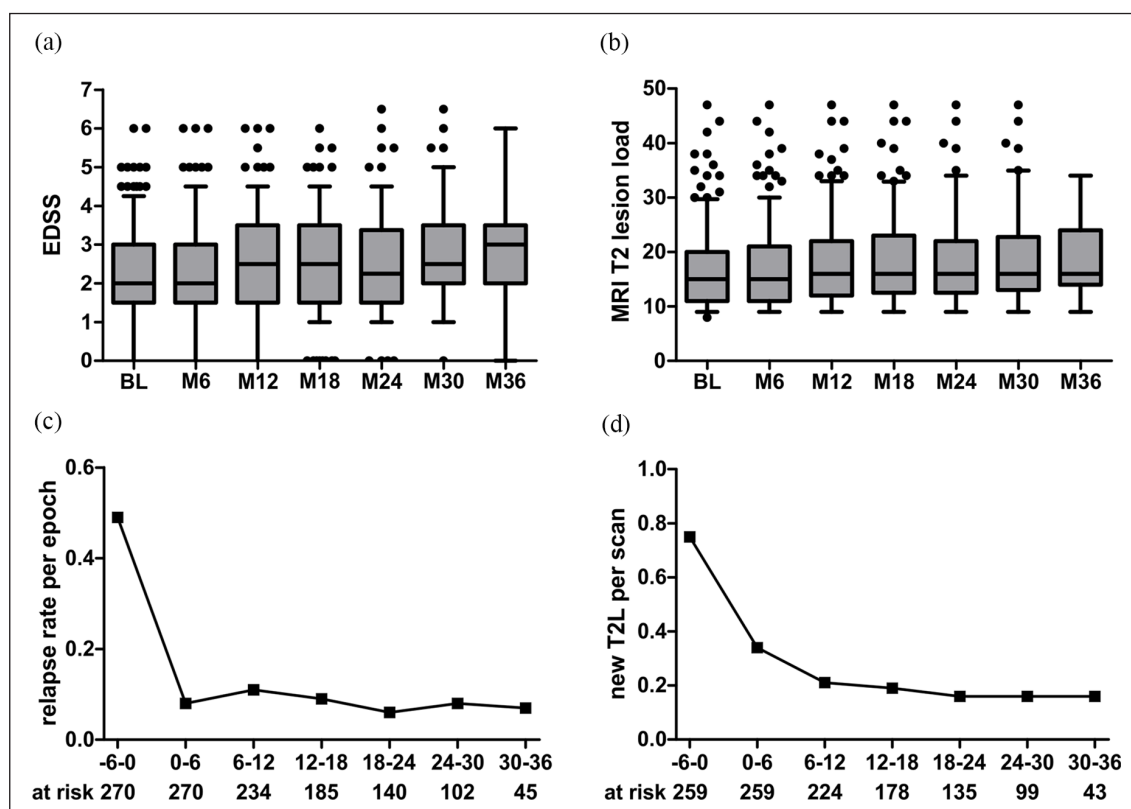 (a)
EDSS
7
6
5
4
3
2
1
0
BL M6 M12 M18 M24 M30 M36
(b)
MRI T2 lesion load
50
40
30
20
10
0
BL M6 M12 M18 M24 M30 M36
(c)
relapse rate per epoch
0.6
0.4
0.2
0.0
-6-0 0-6 6-12 12-18 18-24 24-30 30-36
at risk 270 270 234 185 140 102 45
(d)
new T2L per scan
1.0
0.8
0.6
0.4
0.2
0.0
-6-0 0-6 6-12 12-18 18-24 24-30 30-36
at risk 259 259 224 178 135 99 43